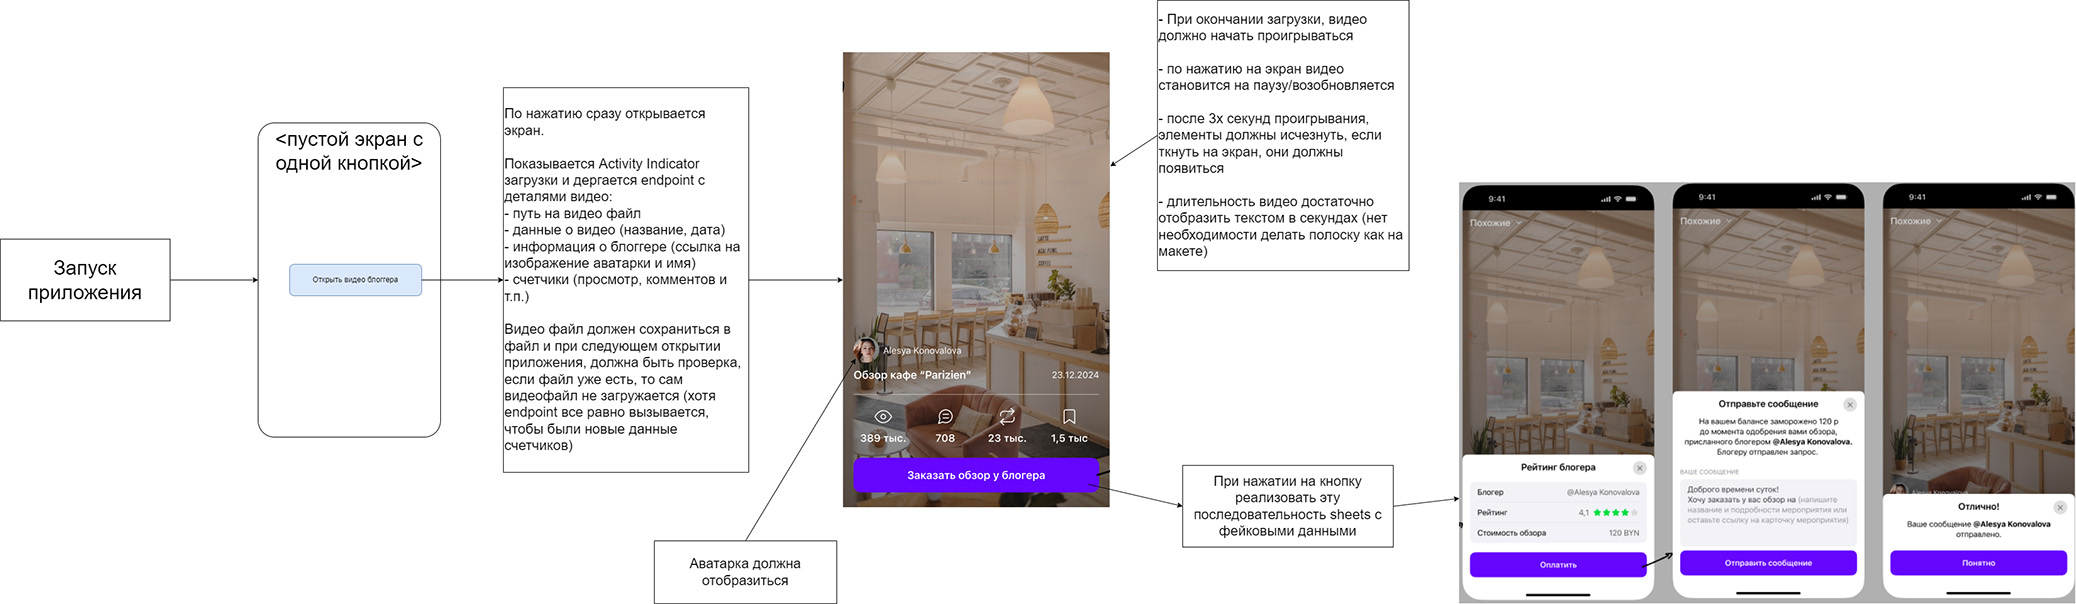 Запуск
приложения
<пустой экран с
одной кнопкой>
Открыть видео блоггера
По нажатию сразу открывается
экран.
Показывается Activity Indicator
загрузки и дергается endpoint с
деталями видео:
- путь на видео файл
- данные о видео (название, дата)
- информация о блоггере (ссылка на
изображение аватарки и имя)
- счетчики (просмотр, комментов и
т.п.)
Видео файл должен сохраниться в
файл и при следующем открытии
приложения, должна быть проверка,
если файл уже есть, то сам
видеофайл не загружается (хотя
endpoint все равно вызывается,
чтобы были новые данные
счетчиков)
Аватарка должна
отобразиться
Alesya Konovalova
Обзор кафе "Parizien"
23.12.2024
389 тыс.
708
23 тыс.
1,5 тыс
Заказать обзор у блогера
- При окончании загрузки, видео
должно начать проигрываться
- по нажатию на экран видео
становится на паузу/возобновляется
- после 3х секунд проигрывания,
элементы должны исчезнуть, если
ткнуть на экран, они должны
появиться
- длительность видео достаточно
отобразить текстом в секундах (нет
необходимости делать полоску как на
макете)
При нажатии на кнопку
реализовать эту
последовательность sheets с
фейковыми данными
9:41
Похожие
Рейтинг блогера
Блогер
@Alesya Konovalova
Рейтинг
4,1
Стоимость обзора
120 BYN
Оплатить
9:41
Похожие
Отправьте сообщение
На вашем балансе заморожено 120 р
до момента одобрения вами обзора,
присланного блогером @Alesya Konovalova.
Блогеру отправлен запрос.
ВАШЕ СООБЩЕНИЕ
Доброго времени суток!
Хочу заказать у вас обзор на (напишите
название и подробности мероприятия или
оставьте ссылку на карточку мероприятия)
Отправить сообщение
9:41
Похожие
Отлично!
Ваше сообщение @Alesya Konovalova
отправлено.
Понятно